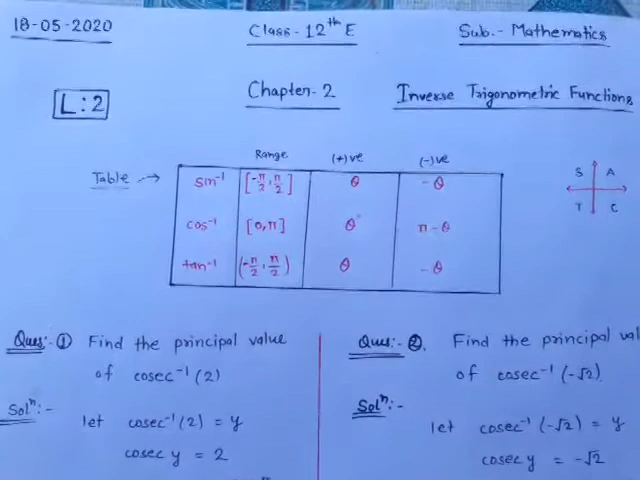 18-05-2020 Class - 12th E Sub. - Mathematics
L : 2 Chapter - 2 Inverse Trigonometric Functions
Range (+)ve (-)ve
Table → sin⁻¹ [-π/2, π/2] θ -θ
cos⁻¹ [0, π] θ π - θ
tan⁻¹ (-π/2, π/2) θ -θ
S A
T C
Ques:- ① Find the principal value
of cosec⁻¹ (2)
Solⁿ:-
let cosec⁻¹ (2) = y
cosec y = 2
Ques:- ②. Find the principal val
of cosec⁻¹ (-√2).
Solⁿ:-
let cosec⁻¹ (-√2) = y
cosec y = -√2